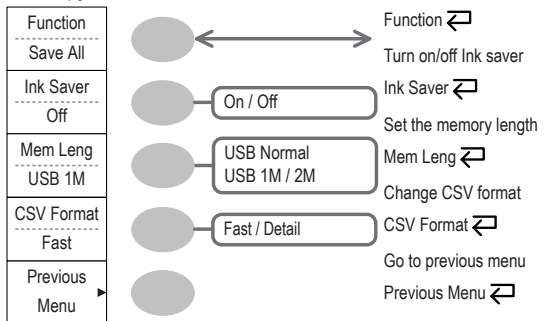 Function
Save All
Ink Saver
Off
Mem Leng
USB 1M
CSV Format
Fast
Previous
Menu
On / Off
USB Normal
USB 1M / 2M
Fast / Detail
Function
Turn on/off Ink saver
Ink Saver
Set the memory length
Mem Leng
Change CSV format
CSV Format
Go to previous menu
Previous Menu